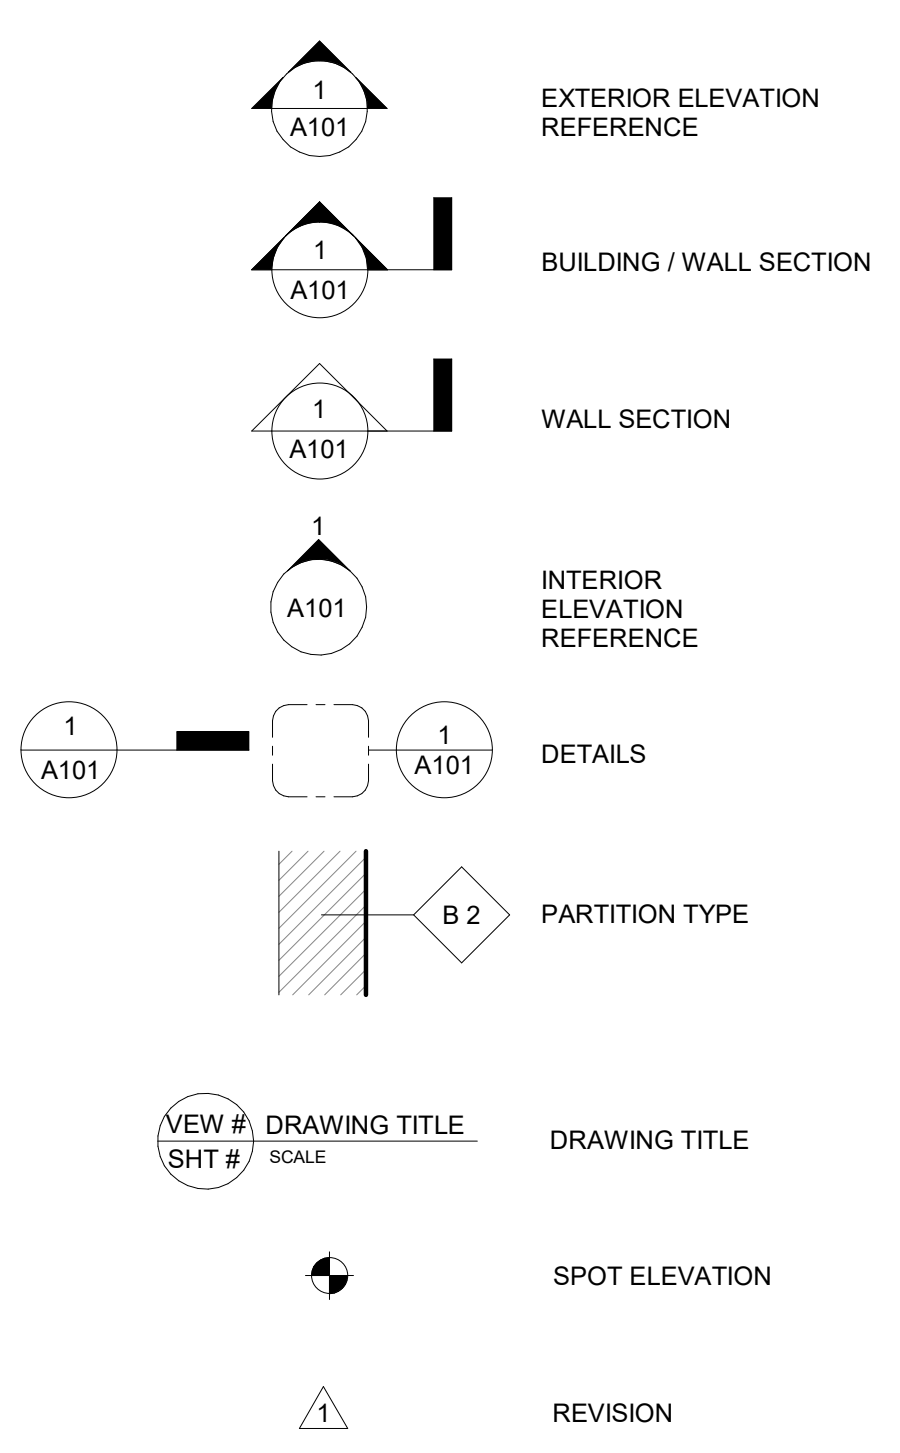 1
A101
EXTERIOR ELEVATION
REFERENCE
1
A101
BUILDING / WALL SECTION
1
A101
WALL SECTION
1
A101
INTERIOR
ELEVATION
REFERENCE
1
A101
1
A101
DETAILS
B 2
PARTITION TYPE
VEW #
SHT #
DRAWING TITLE
SCALE
DRAWING TITLE
SPOT ELEVATION
1
REVISION